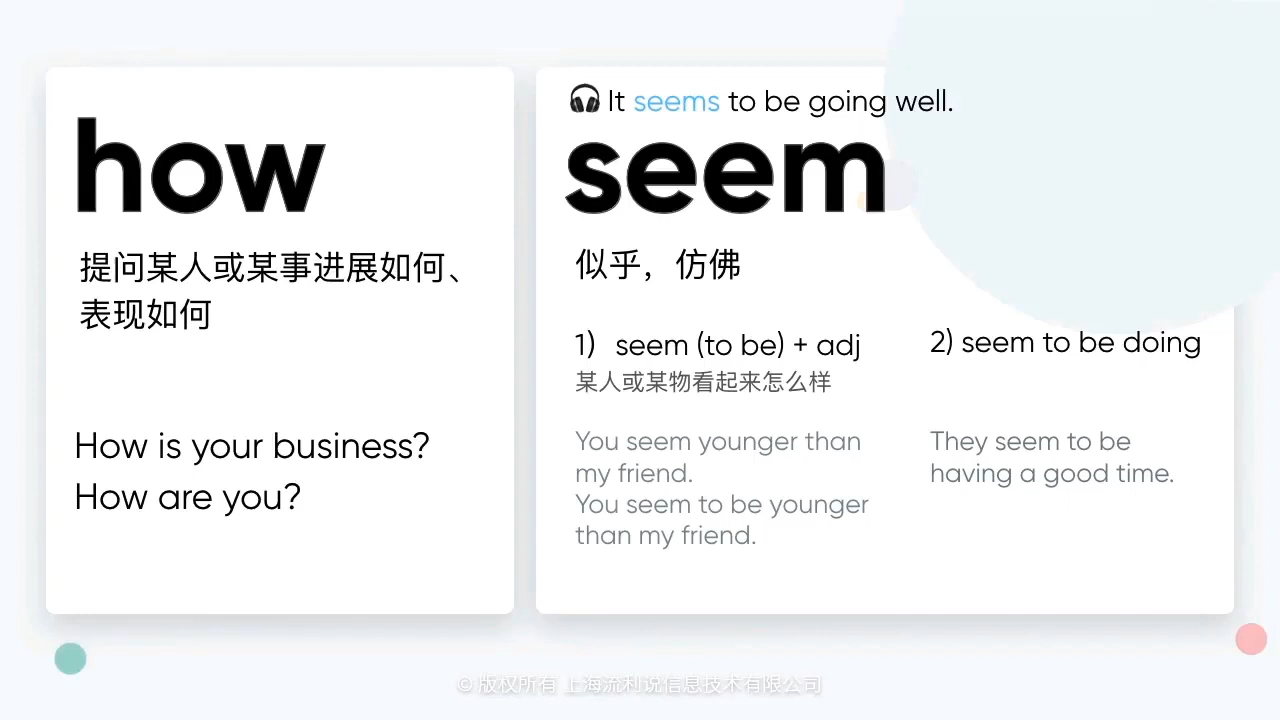 how
提问某人或某事进展如何、
表现如何
How is your business?
How are you?
It seems to be going well.
seem
似乎，仿佛
1) seem (to be) + adj
某人或某物看起来怎么样
You seem younger than
my friend.
You seem to be younger
than my friend.
2) seem to be doing
They seem to be
having a good time.
© 版权所有 上海流利说信息技术有限公司